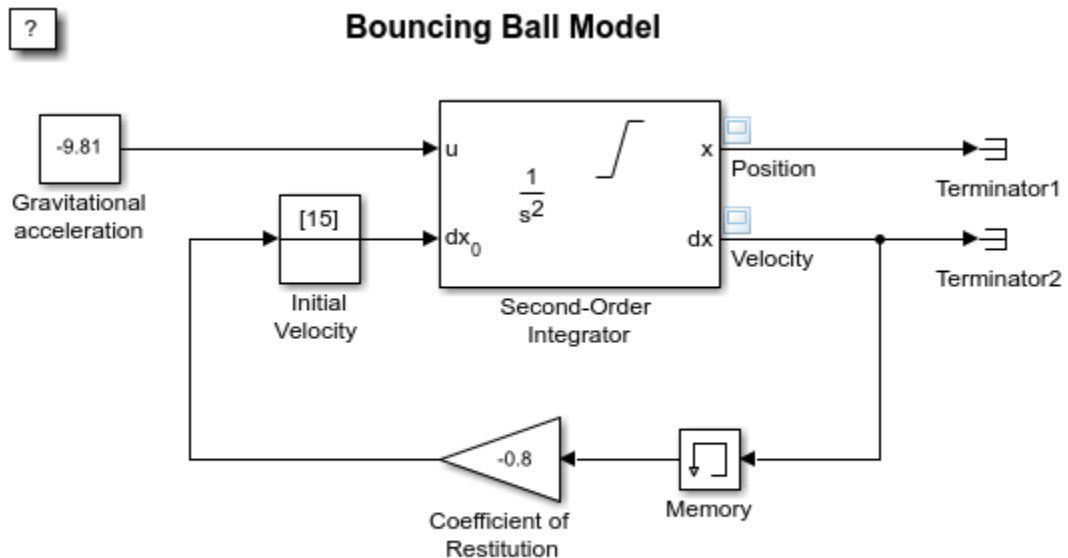 ?
Bouncing Ball Model
-9.81
Gravitational
acceleration
[15]
Initial
Velocity
u
dx0
1
s2
x
dx
Second-Order
Integrator
Position
Velocity
Terminator1
Terminator2
-0.8
Coefficient of
Restitution
Memory